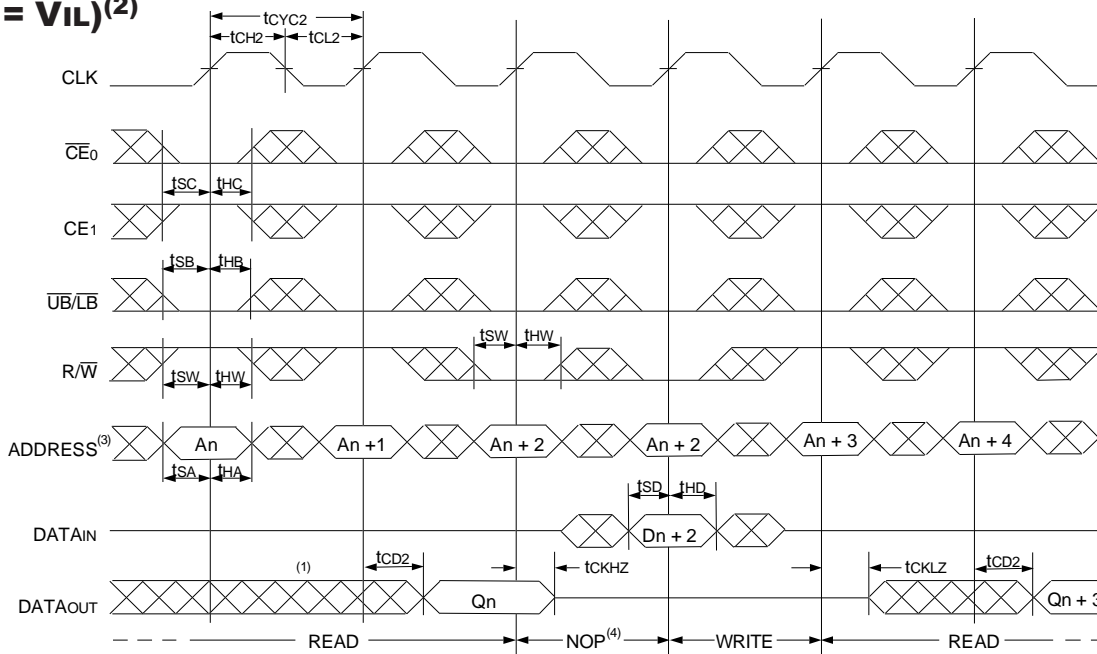 = VIL)(2)
tCYC2
tCH2 tCL2
CLK
CE0
tSC tHC
CE1
tSB tHB
UB/LB
tSW tHW
R/W
tSW tHW
ADDRESS(3) An An +1 An + 2 An + 2 An + 3 An + 4
tSA tHA
tSD tHD
DATAIN Dn + 2
(1) tCD2 tCKHZ tCKLZ tCD2
DATAOUT Qn Qn + 3
READ NOP(4) WRITE READ